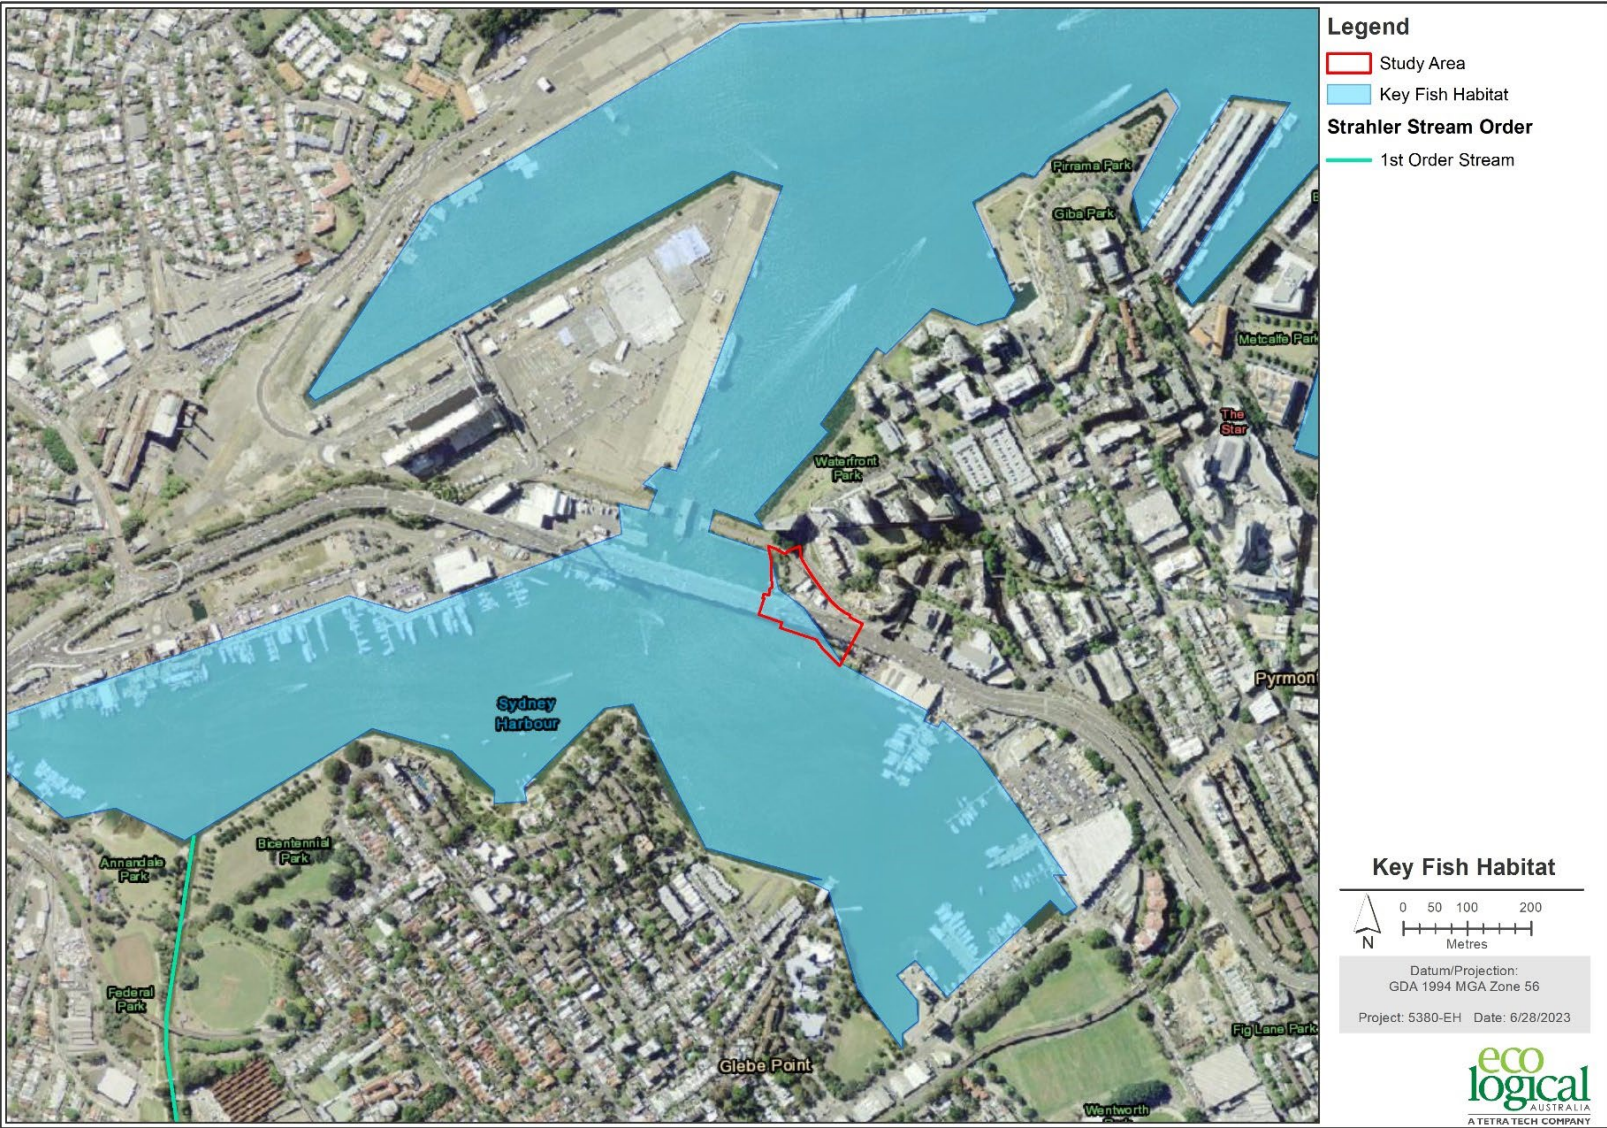 Legend
Study Area
Key Fish Habitat
Strahler Stream Order
1st Order Stream
Pirrama Park
Giba Park
Metcalfe Park
The
Star
Waterfront
Park
Pyrmont
Sydney
Harbour
Bicentennial
Park
Annandale
Park
Federal
Park
Glebe Point
Fig Lane Park
Wentworth
Key Fish Habitat
0 50 100 200
Metres
N
Datum/Projection:
GDA 1994 MGA Zone 56
Project: 5380-EH Date: 6/28/2023
eco
logical
AUSTRALIA
A TETRA TECH COMPANY